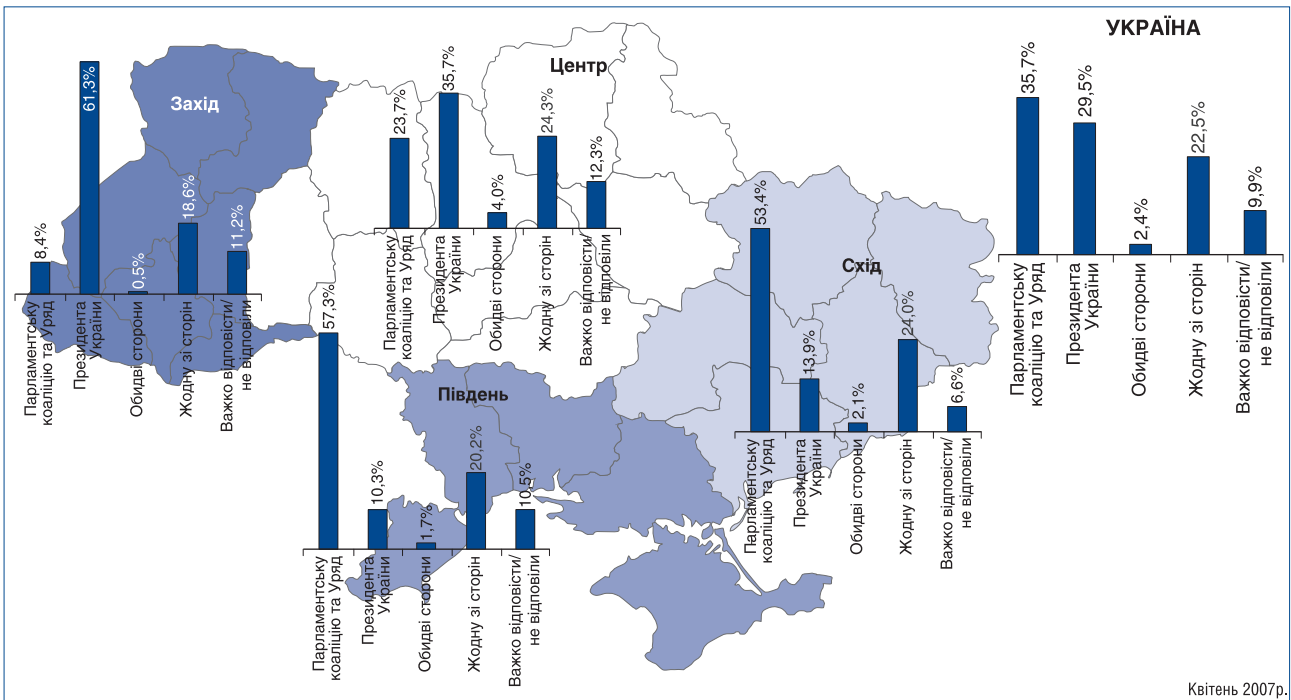 УКРАЇНА
35,7%
29,5%
2,4%
22,5%
9,9%
Парламентську
коаліцію та Уряд
Президента
України
Обидві сторони
Жодну зі сторін
Важко відповісти/
не відповіли
Захід
8,4%
61,3%
0,5%
18,6%
11,2%
Парламентську
коаліцію та Уряд
Президента
України
Обидві сторони
Жодну зі сторін
Важко відповісти/
не відповіли
Центр
23,7%
35,7%
4,0%
24,3%
12,3%
Парламентську
коаліцію та Уряд
Президента
України
Обидві сторони
Жодну зі сторін
Важко відповісти/
не відповіли
Схід
53,4%
13,9%
2,1%
24,0%
6,6%
Парламентську
коаліцію та Уряд
Президента
України
Обидві сторони
Жодну зі сторін
Важко відповісти/
не відповіли
Південь
57,3%
10,3%
1,7%
20,2%
10,5%
Парламентську
коаліцію та Уряд
Президента
України
Обидві сторони
Жодну зі сторін
Важко відповісти/
не відповіли
Квітень 2007р.